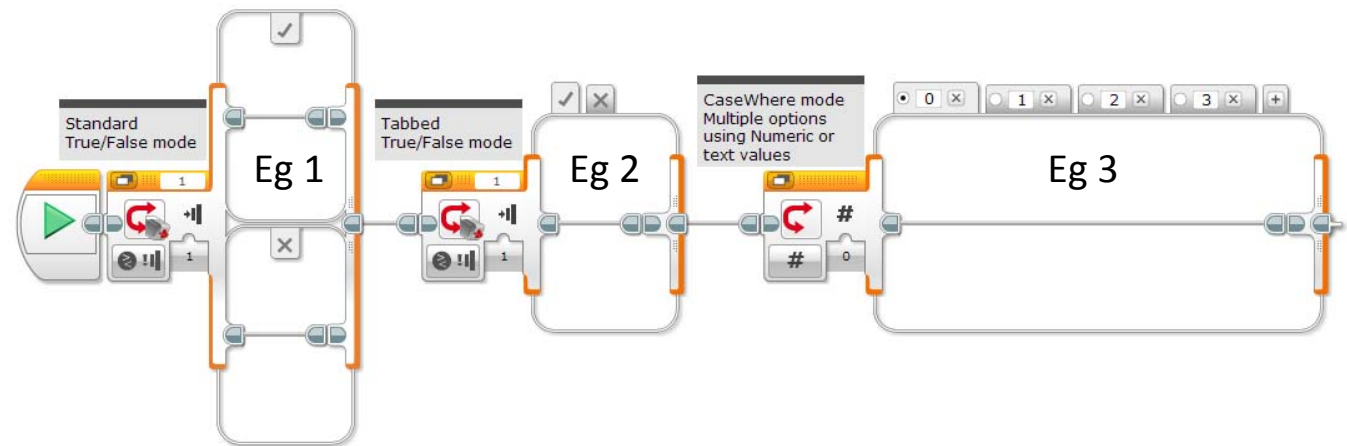 Standard
True/False mode
1
1
Eg 1
Tabbed
True/False mode
1
1
Eg 2
CaseWhere mode
Multiple options
using Numeric or
text values
#
#
0
0 1 2 3 +
Eg 3